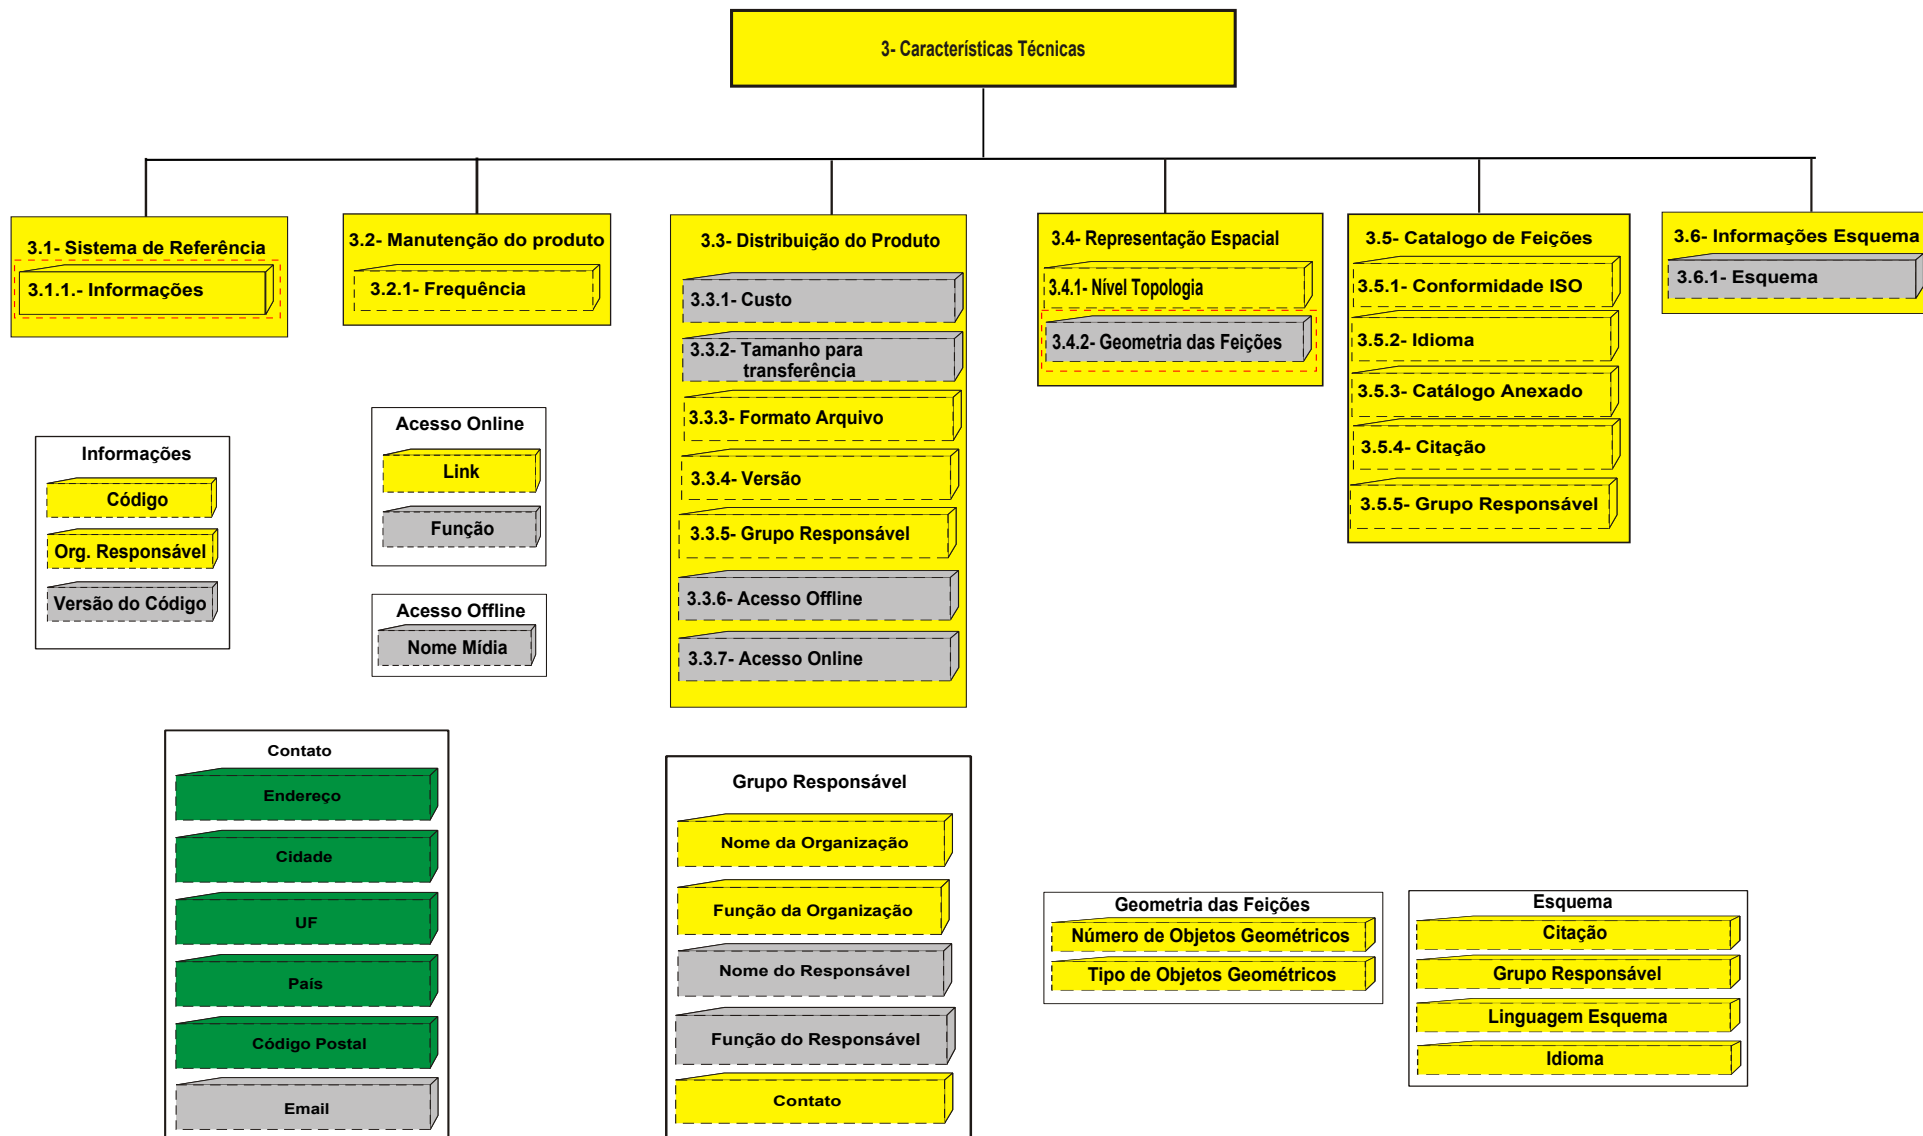 3- Características Técnicas
3.1- Sistema de Referência
3.1.1.- Informações
3.2- Manutenção do produto
3.2.1- Frequência
3.3- Distribuição do Produto
3.3.1- Custo
3.3.2- Tamanho para
transferência
3.3.3- Formato Arquivo
3.3.4- Versão
3.3.5- Grupo Responsável
3.3.6- Acesso Offline
3.3.7- Acesso Online
3.4- Representação Espacial
3.4.1- Nível Topologia
3.4.2- Geometria das Feições
3.5- Catalogo de Feições
3.5.1- Conformidade ISO
3.5.2- Idioma
3.5.3- Catálogo Anexado
3.5.4- Citação
3.5.5- Grupo Responsável
3.6- Informações Esquema
3.6.1- Esquema
Informações
Código
Org. Responsável
Versão do Código
Acesso Online
Link
Função
Acesso Offline
Nome Mídia
Contato
Endereço
Cidade
UF
País
Código Postal
Email
Grupo Responsável
Nome da Organização
Função da Organização
Nome do Responsável
Função do Responsável
Contato
Geometria das Feições
Número de Objetos Geométricos
Tipo de Objetos Geométricos
Esquema
Citação
Grupo Responsável
Linguagem Esquema
Idioma